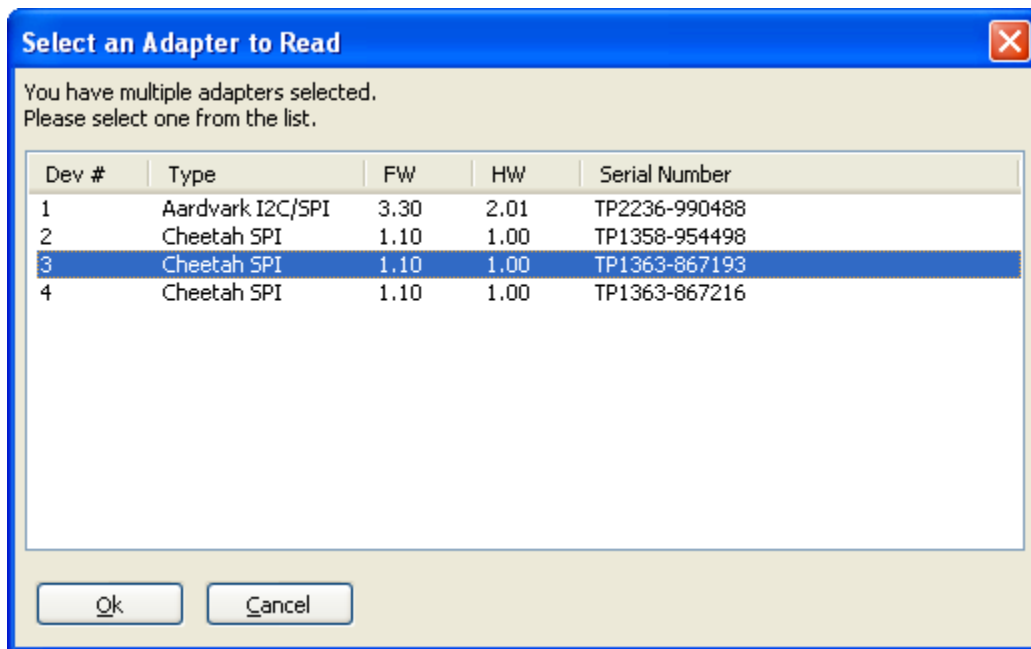 Select an Adapter to Read
You have multiple adapters selected.
Please select one from the list.
Dev # Type FW HW Serial Number
1 Aardvark I2C/SPI 3.30 2.01 TP2236-990488
2 Cheetah SPI 1.10 1.00 TP1358-954498
3 Cheetah SPI 1.10 1.00 TP1363-867193
4 Cheetah SPI 1.10 1.00 TP1363-867216
Ok Cancel